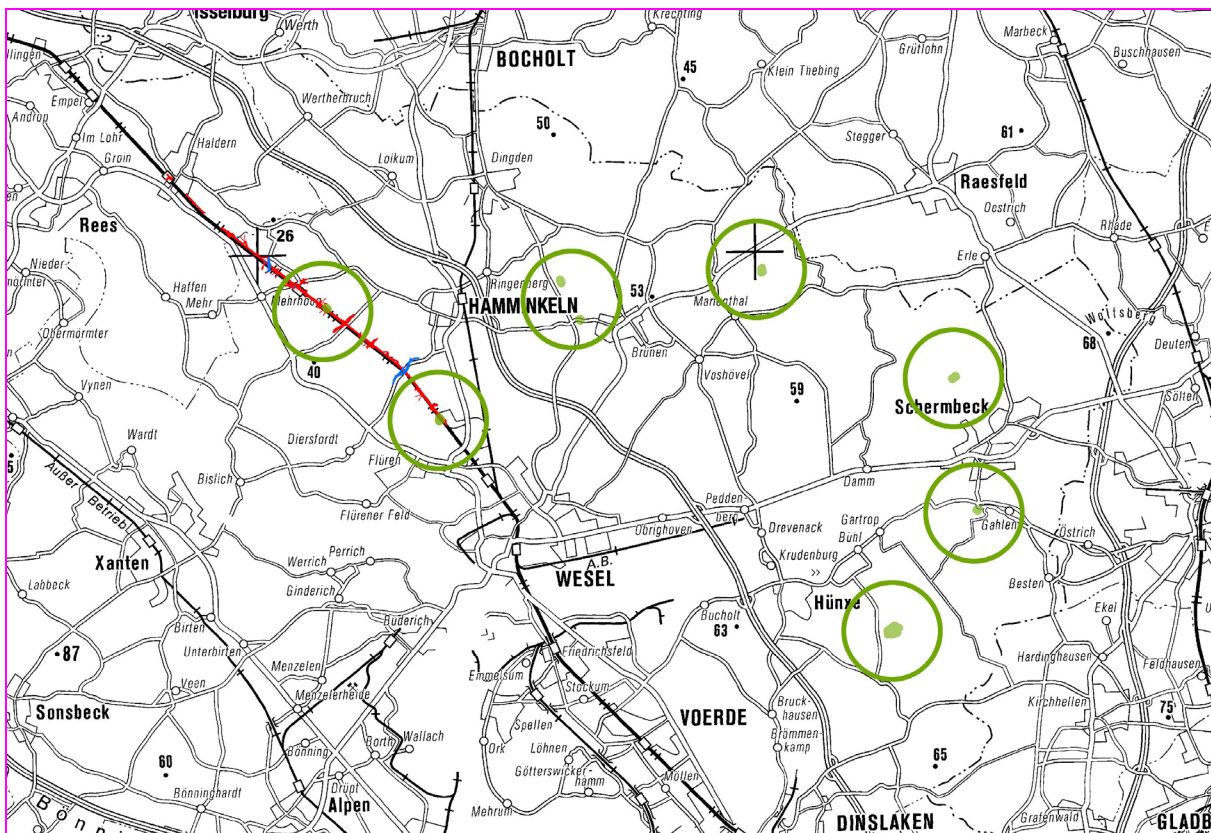 Isselburg
Werth
Krechting
Grütlohn
Marbeck
Buschhausen
BOCHOLT
Klein Thebing
45
Empel
Androp
Wertherbruch
50
Stegger
61
Im Lohr
Haldern
Groin
Loikum
Dingden
Raesfeld
Oestrich
Rees
26
Rhade
Erle
Haffen
Mehr
Ringenberg
53
Marienthal
HAMMINKELN
Obermörmter
Brünen
68
Deuten
40
Voshövel
59
Vynen
Schermbeck
Sölten
Wardt
Diersfordt
Flüren
Bislich
Damm
Außer
Betrieb
Flürener Feld
Pedden-
berg
Obrighoven
Drevenack
Gartrop
Bühl
Gahlen
Östrich
Krudenburg
Xanten
Perrich
Werrich
A.B.
WESEL
Labbeck
Ginderich
Besten
Hünxe
Büderich
Bucholt
63
Ekel
Birten
Unterbirten
Friedrichsfeld
87
Menzelen
Emmelsum
Hardinghausen
Feldhausen
Veen
Menzelerheide
Stockum
Kirchhellen
Sonsbeck
Spellen
VOERDE
Bruck-
hausen
75
Bönning
Borth
Wallach
Ork
Löhnen
Brömmen-
kamp
60
Götterswicker-
hamm
65
Drüpt
Möllen
Bönninghardt
Alpen
Mehrum
DINSLAKEN
Grafenwald
GLADB